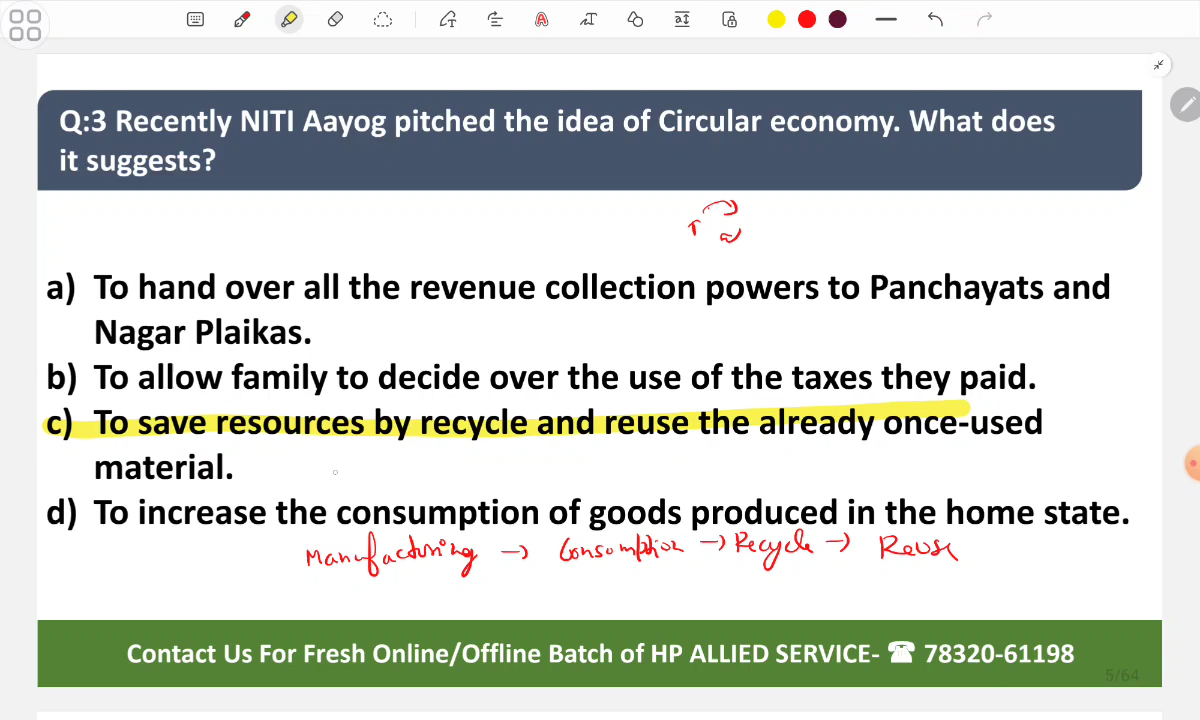 Q:3 Recently NITI Aayog pitched the idea of Circular economy. What does
it suggests?
a) To hand over all the revenue collection powers to Panchayats and
Nagar Plaikas.
b) To allow family to decide over the use of the taxes they paid.
c) To save resources by recycle and reuse the already once-used
material.
d) To increase the consumption of goods produced in the home state.
Manufacturing → Consumption → Recycle → Reuse
Contact Us For Fresh Online/Offline Batch of HP ALLIED SERVICE- ☎ 78320-61198
5/64